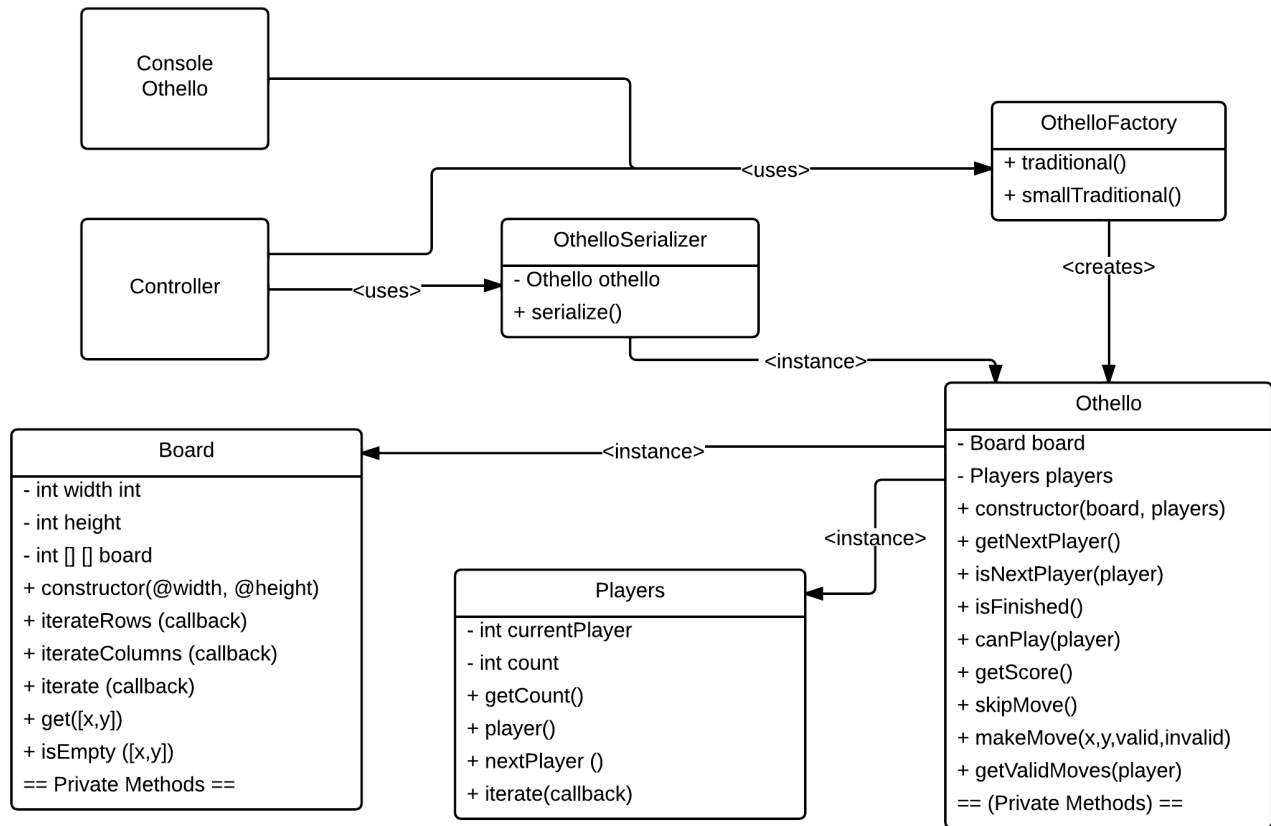 Console
Othello
OthelloFactory
+ traditional()
+ smallTraditional()
<uses>
Controller
<uses>
OthelloSerializer
- Othello othello
+ serialize()
<creates>
<instance>
Othello
- Board board
- Players players
+ constructor(board, players)
+ getNextPlayer()
+ isNextPlayer(player)
+ isFinished()
+ canPlay(player)
+ getScore()
+ skipMove()
+ makeMove(x,y,valid,invalid)
+ getValidMoves(player)
== (Private Methods) ==
<instance>
<instance>
Board
- int width int
- int height
- int [] [] board
+ constructor(@width, @height)
+ iterateRows (callback)
+ iterateColumns (callback)
+ iterate (callback)
+ get([x,y])
+ isEmpty ([x,y])
== Private Methods ==
Players
- int currentPlayer
- int count
+ getCount()
+ player()
+ nextPlayer ()
+ iterate(callback)